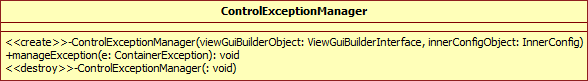 ControlExceptionManager
<<create>>-ControlExceptionManager(viewGuiBuilderObject: ViewGuiBuilderInterface, innerConfigObject: InnerConfig)
+manageException(e: ContainerException): void
<<destroy>>-ControlExceptionManager(: void)